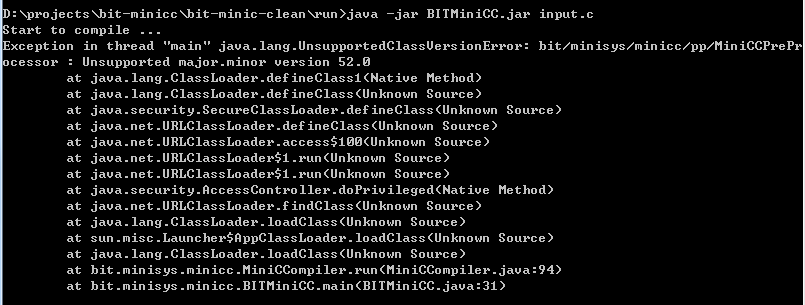 D:\projects\bit-minicc\bit-minic-clean\run>java -jar BITMiniCC.jar input.c
Start to compile ...
Exception in thread "main" java.lang.UnsupportedClassVersionError: bit/minisys/minicc/pp/MiniCCPrePr
ocessor : Unsupported major.minor version 52.0
        at java.lang.ClassLoader.defineClass1(Native Method)
        at java.lang.ClassLoader.defineClass(Unknown Source)
        at java.security.SecureClassLoader.defineClass(Unknown Source)
        at java.net.URLClassLoader.defineClass(Unknown Source)
        at java.net.URLClassLoader.access$100(Unknown Source)
        at java.net.URLClassLoader$1.run(Unknown Source)
        at java.net.URLClassLoader$1.run(Unknown Source)
        at java.security.AccessController.doPrivileged(Native Method)
        at java.net.URLClassLoader.findClass(Unknown Source)
        at java.lang.ClassLoader.loadClass(Unknown Source)
        at sun.misc.Launcher$AppClassLoader.loadClass(Unknown Source)
        at java.lang.ClassLoader.loadClass(Unknown Source)
        at bit.minisys.minicc.MiniCCompiler.run(MiniCCompiler.java:94)
        at bit.minisys.minicc.BITMiniCC.main(BITMiniCC.java:31)